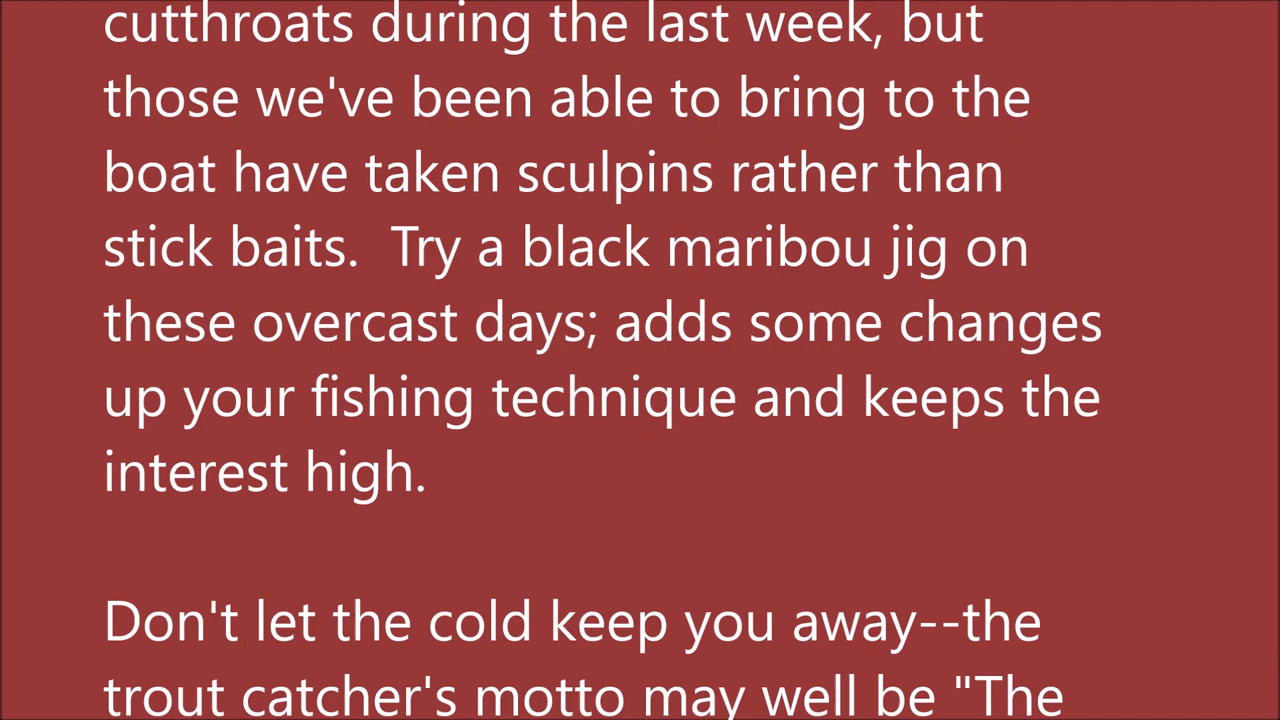 cutthroats during the last week, but
those we've been able to bring to the
boat have taken sculpins rather than
stick baits.  Try a black maribou jig on
these overcast days; adds some changes
up your fishing technique and keeps the
interest high.
Don't let the cold keep you away--the
trout catcher's motto may well be "The